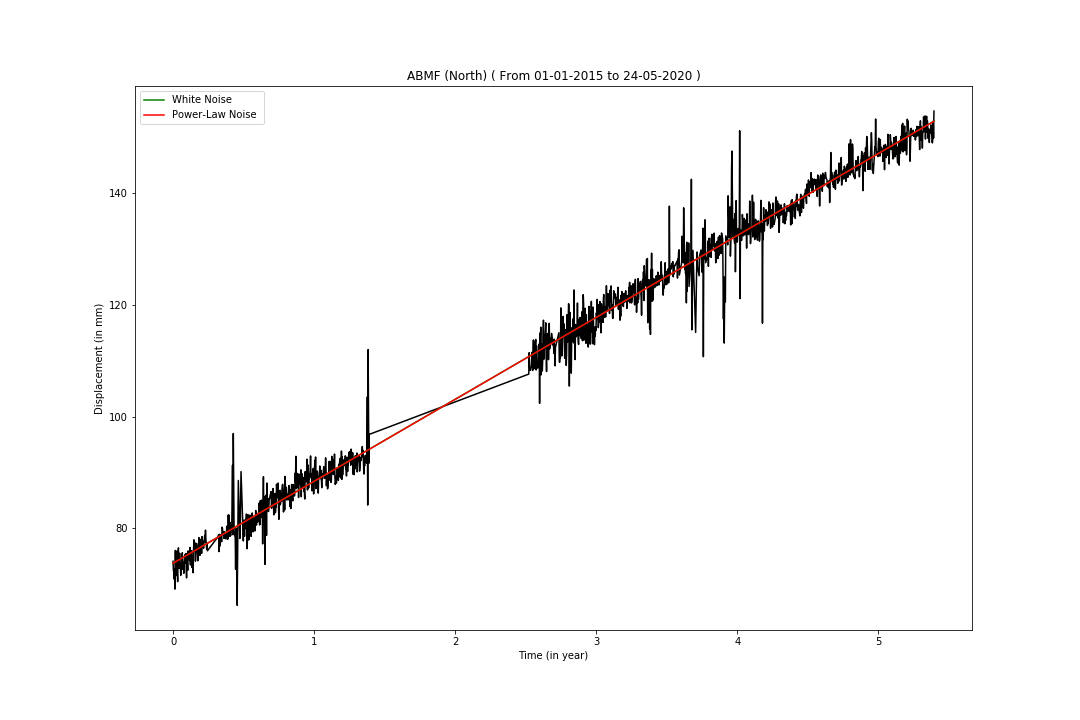 ABMF (North) ( From 01-01-2015 to 24-05-2020 )
White Noise
Power-Law Noise
140
120
100
80
Displacement (in mm)
0 1 2 3 4 5
Time (in year)